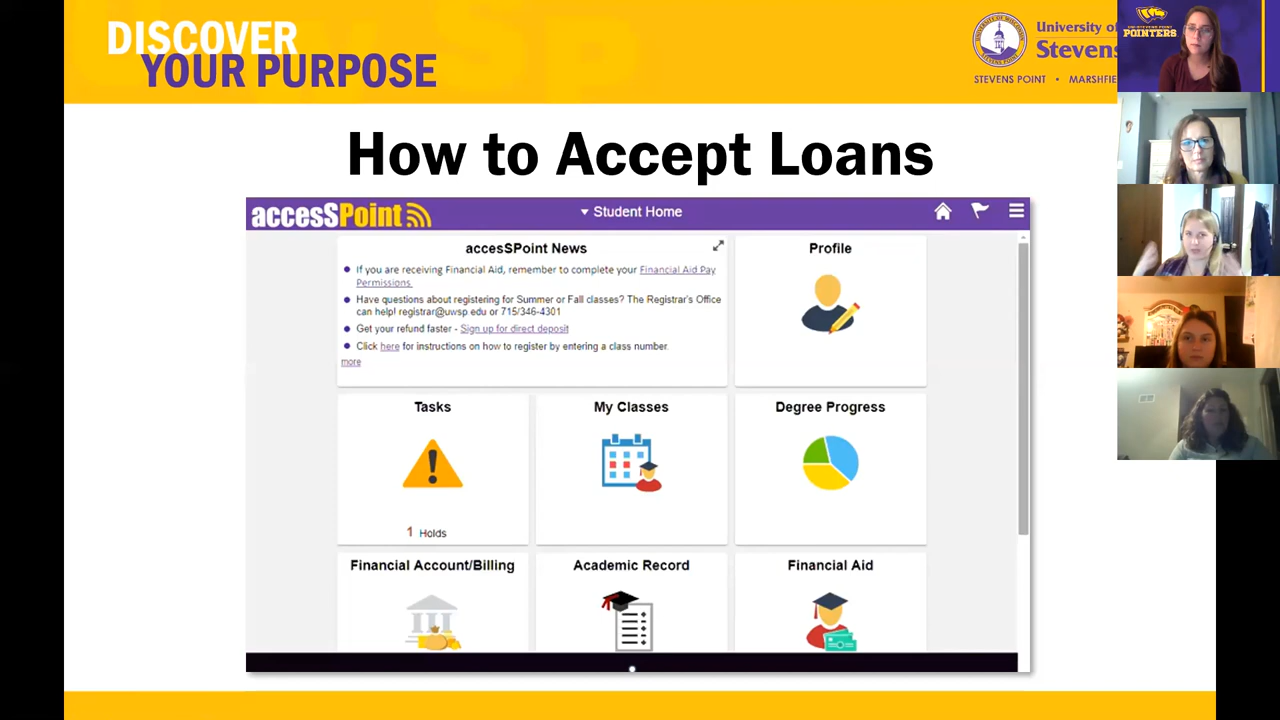 DISCOVER
YOUR PURPOSE
University of
Stevens
STEVENS POINT • MARSHFIE
POINTERS
How to Accept Loans
accesSPoint
Student Home
accesSPoint News
If you are receiving Financial Aid, remember to complete your Financial Aid Pay
Permissions.
Have questions about registering for Summer or Fall classes? The Registrar's Office
can help! registrar@uwsp.edu or 715/346-4301
Get your refund faster - Sign up for direct deposit
Click here for instructions on how to register by entering a class number.
more
Profile
Tasks
1 Holds
My Classes
Degree Progress
Financial Account/Billing
Academic Record
Financial Aid